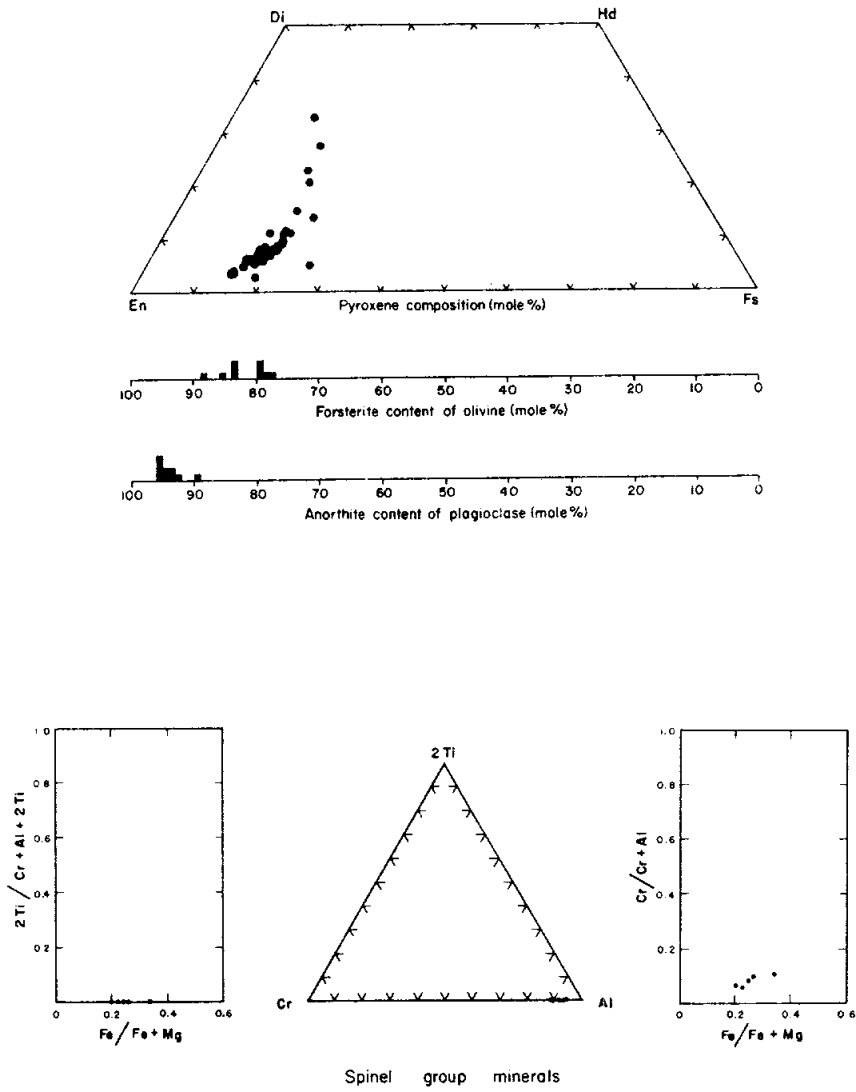 Di Hd
En Pyroxene composition (mole %) Fs
100 90 80 70 60 50 40 30 20 10 0
Forsterite content of olivine (mole %)
100 90 80 70 60 50 40 30 20 10 0
Anorthite content of plagioclase (mole %)
1.0
0.8
0.6
0.4
0.2
2Ti/Cr + Al + 2Ti
0 0.2 0.4 0.6
Fe/Fe + Mg
2 Ti
Cr Al
1.0
0.8
0.6
0.4
0.2
Cr/Cr + Al
0 0.2 0.4 0.6
Fe/Fe + Mg
Spinel group minerals